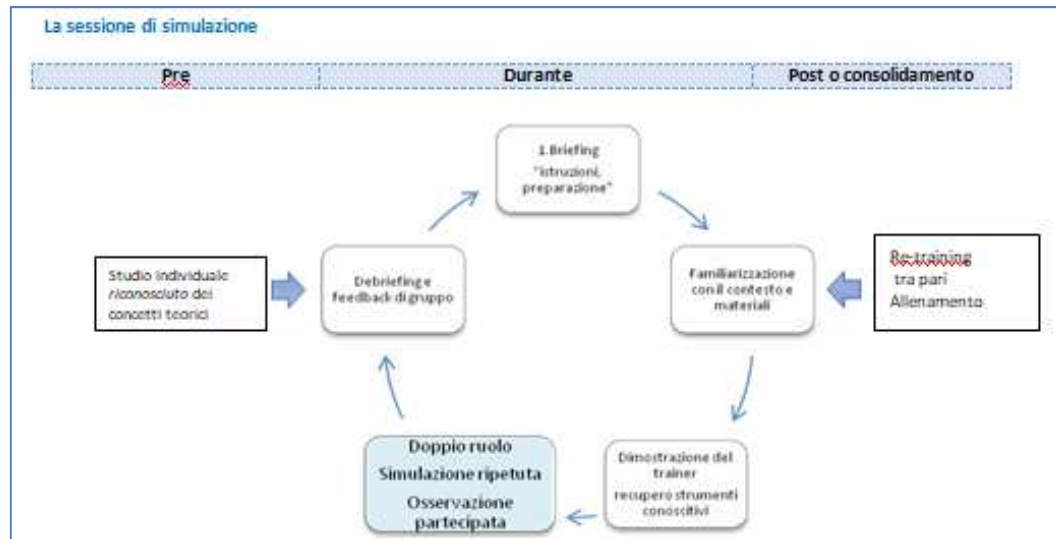 La sessione di simulazione
Pre
Durante
Post o consolidamento
1.Briefing
"istruzioni,
preparazione"
Studio individuale
riconosciuto dei
concetti teorici
Debriefing e
feedback di gruppo
Familiarizzazione
con il contesto e
materiali
Re-training
tra pari
Allenamento
Doppio ruolo
Simulazione ripetuta
Osservazione
partecipata
Dimostrazione del
trainer
recupero strumenti
conoscitivi